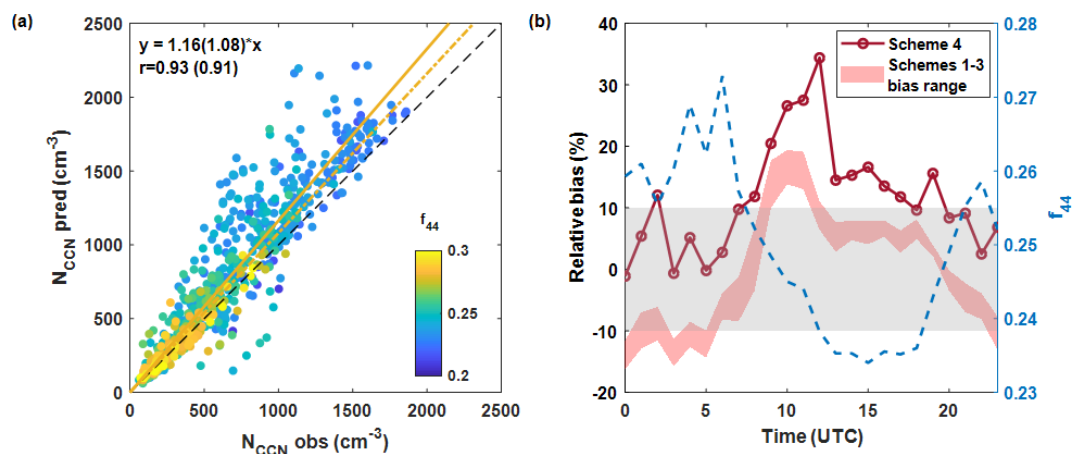 (a)
2500
2000
1500
1000
500
0
0
500
1000
1500
2000
2500
N_CCN pred (cm⁻³)
N_CCN obs (cm⁻³)
y = 1.16(1.08)*x
r=0.93 (0.91)
f₄₄
0.3
0.25
0.2
(b)
40
30
20
10
0
-10
-20
Relative bias (%)
0
5
10
15
20
Time (UTC)
Scheme 4
Schemes 1-3
bias range
0.28
0.27
0.26
0.25
0.24
0.23
f₄₄